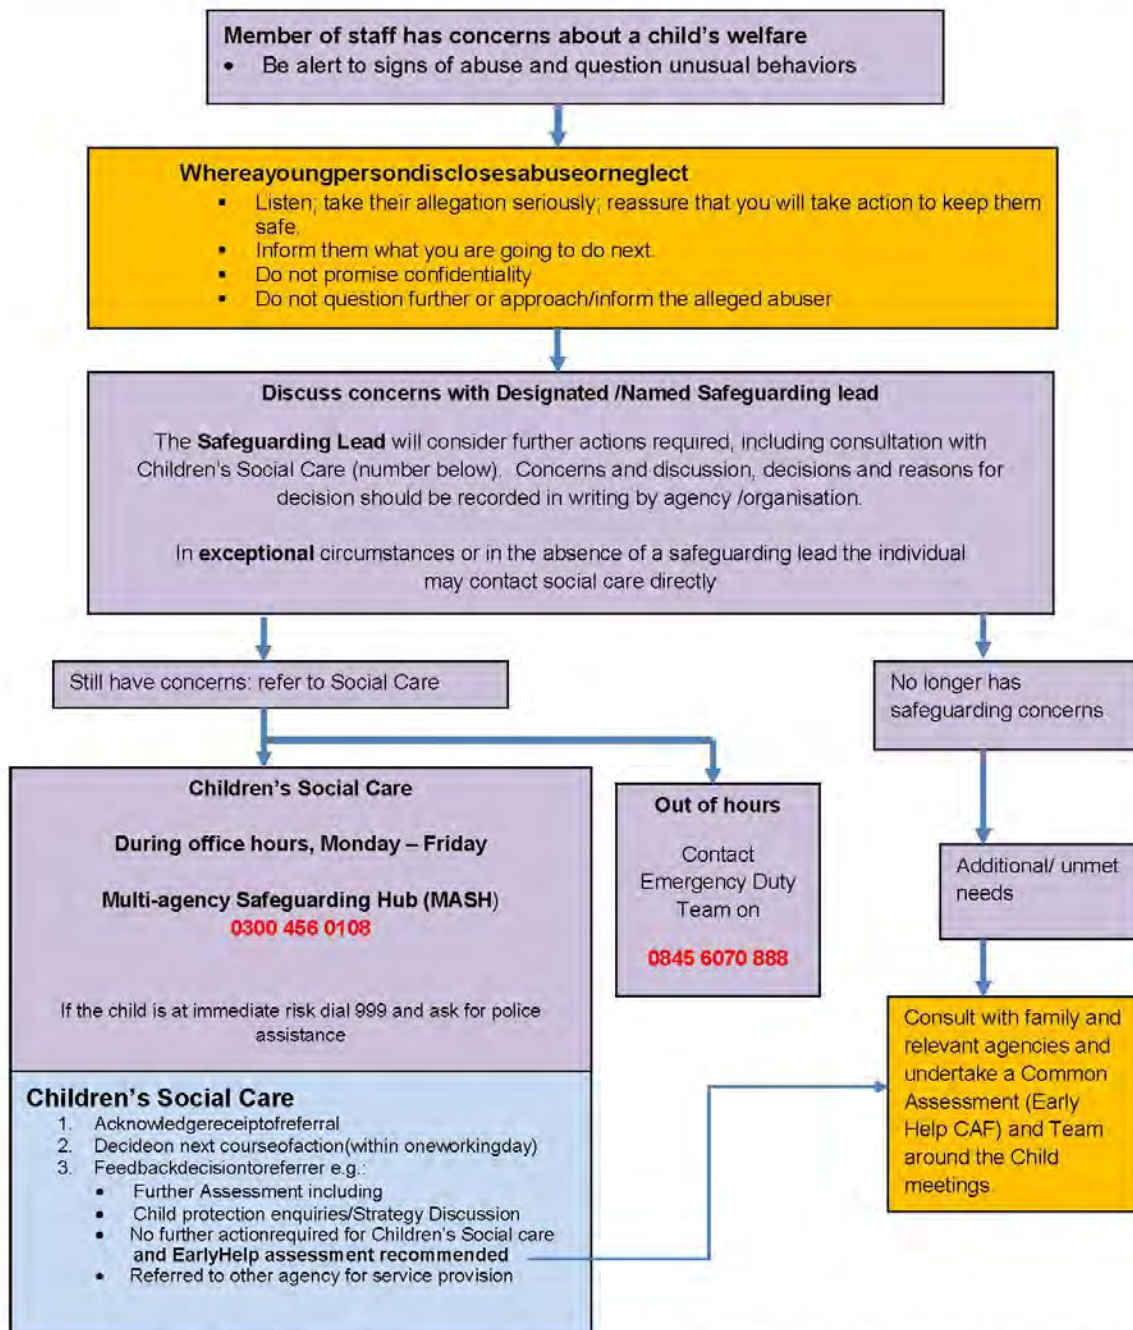 Member of staff has concerns about a child's welfare
• Be alert to signs of abuse and question unusual behaviors
Whereayoungpersondisclosesabuseorneglect
▪ Listen; take their allegation seriously; reassure that you will take action to keep them
safe.
▪ Inform them what you are going to do next.
▪ Do not promise confidentiality
▪ Do not question further or approach/inform the alleged abuser
Discuss concerns with Designated /Named Safeguarding lead
The Safeguarding Lead will consider further actions required, including consultation with
Children's Social Care (number below). Concerns and discussion, decisions and reasons for
decision should be recorded in writing by agency /organisation.
In exceptional circumstances or in the absence of a safeguarding lead the individual
may contact social care directly
Still have concerns: refer to Social Care
No longer has
safeguarding concerns
Children's Social Care
During office hours, Monday – Friday
Multi-agency Safeguarding Hub (MASH)
0300 456 0108
If the child is at immediate risk dial 999 and ask for police
assistance
Out of hours
Contact
Emergency Duty
Team on
0845 6070 888
Additional/ unmet
needs
Consult with family and
relevant agencies and
undertake a Common
Assessment (Early
Help CAF) and Team
around the Child
meetings
Children's Social Care
1. Acknowledgereceiptofreferral
2. Decideon next courseofaction(within oneworkingday)
3. Feedbackdecisiontoreferrer e.g.:
• Further Assessment including
• Child protection enquiries/Strategy Discussion
• No further actionrequired for Children's Social care
and EarlyHelp assessment recommended
• Referred to other agency for service provision